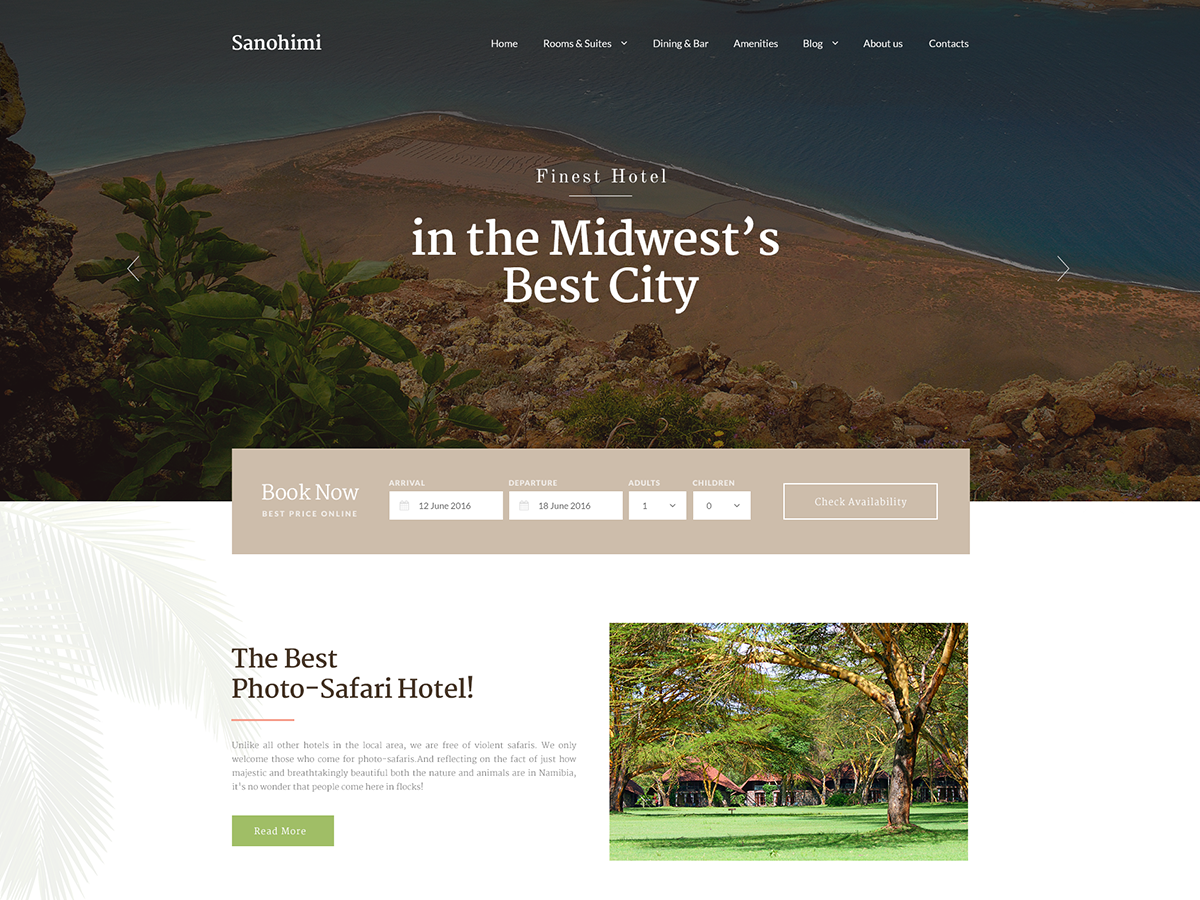 Sanohimi
Home Rooms & Suites Dining & Bar Amenities Blog About us Contacts
Finest Hotel
in the Midwest’s
Best City
Book Now
BEST PRICE ONLINE
ARRIVAL DEPARTURE ADULTS CHILDREN
12 June 2016 18 June 2016 1 0
Check Availability
The Best
Photo-Safari Hotel!
Unlike all other hotels in the local area, we are free of violent safaris. We only
welcome those who come for photo-safaris.And reflecting on the fact of just how
majestic and breathtakingly beautiful both the nature and animals are in Namibia,
it's no wonder that people come here in flocks!
Read More